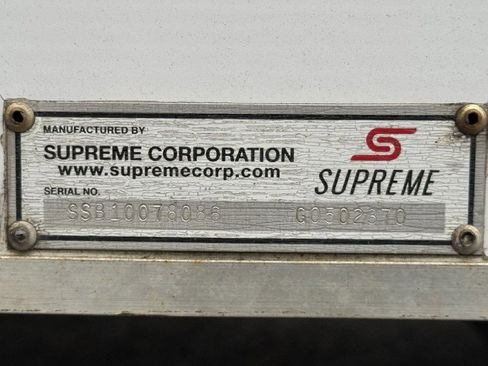 MANUFACTURED BY
SUPREME CORPORATION
www.supremecorp.com
SUPREME
SERIAL NO.
SSB10078086 G0502370